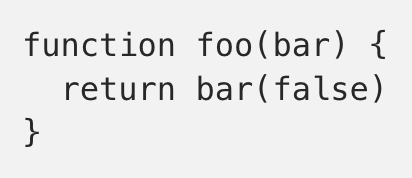 function foo(bar) {
  return bar(false)
}